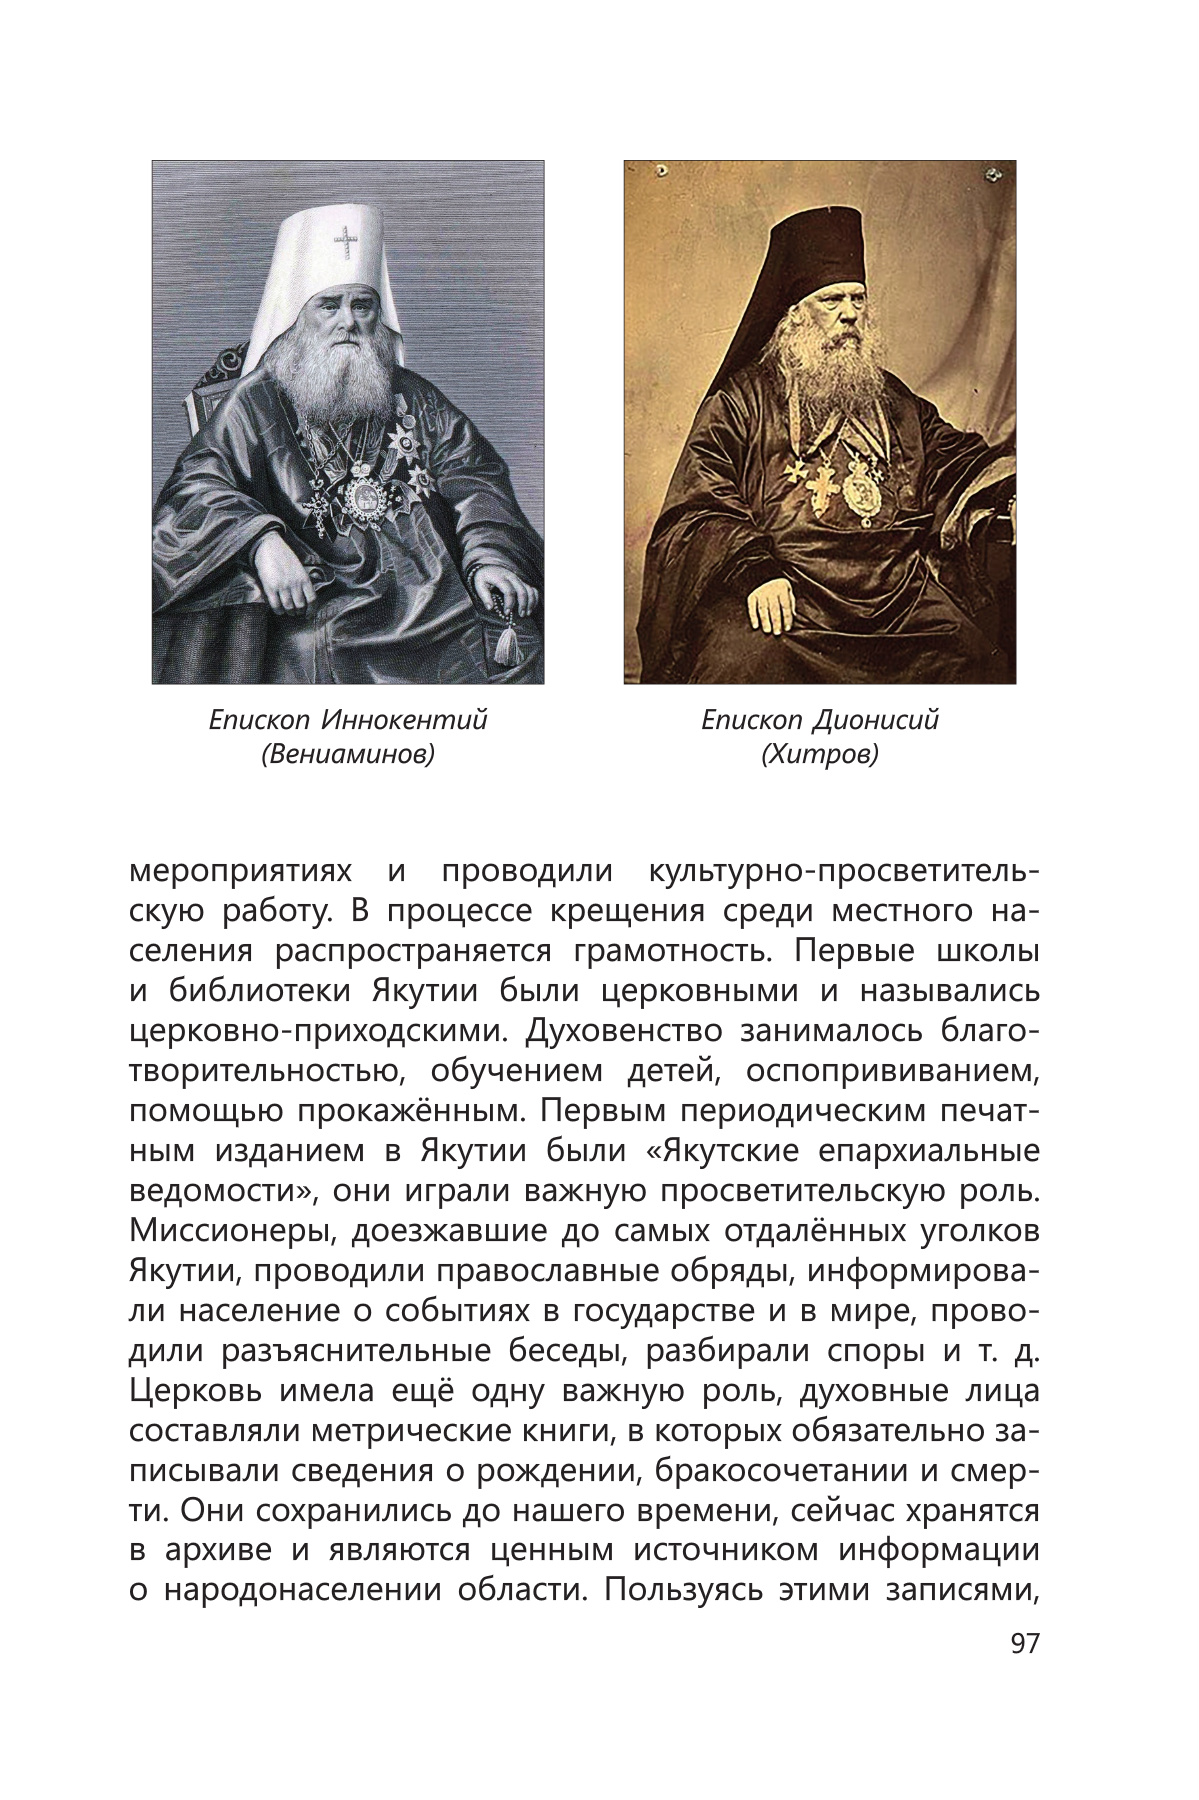 Епископ Иннокентий
(Вениаминов)
Епископ Дионисий
(Хитров)
мероприятиях и проводили культурно-просветитель-
скую работу. В процессе крещения среди местного на-
селения распространяется грамотность. Первые школы
и библиотеки Якутии были церковными и назывались
церковно-приходскими. Духовенство занималось благо-
творительностью, обучением детей, оспопрививанием,
помощью прокажённым. Первым периодическим печат-
ным изданием в Якутии были «Якутские епархиальные
ведомости», они играли важную просветительскую роль.
Миссионеры, доезжавшие до самых отдалённых уголков
Якутии, проводили православные обряды, информирова-
ли население о событиях в государстве и в мире, прово-
дили разъяснительные беседы, разбирали споры и т. д.
Церковь имела ещё одну важную роль, духовные лица
составляли метрические книги, в которых обязательно за-
писывали сведения о рождении, бракосочетании и смер-
ти. Они сохранились до нашего времени, сейчас хранятся
в архиве и являются ценным источником информации
о народонаселении области. Пользуясь этими записями,
97